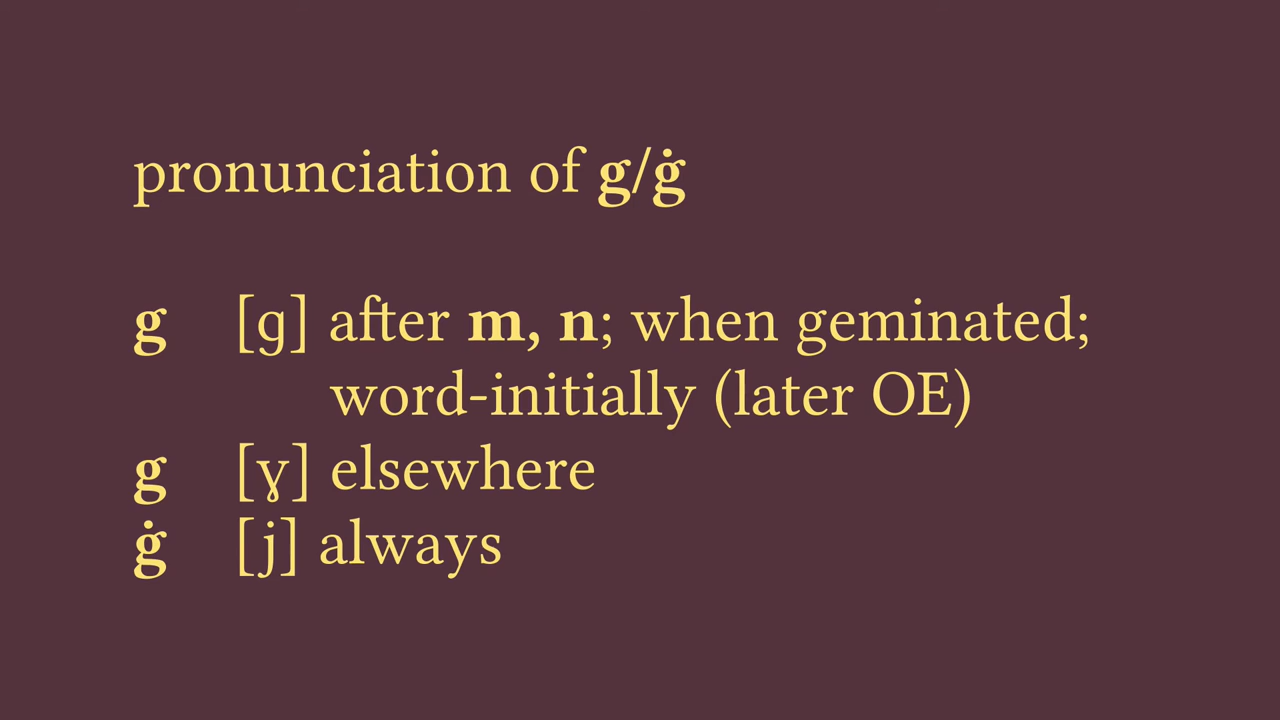 pronunciation of g/ġ
g [ɡ] after m, n; when geminated;
word-initially (later OE)
g [ɣ] elsewhere
ġ [j] always